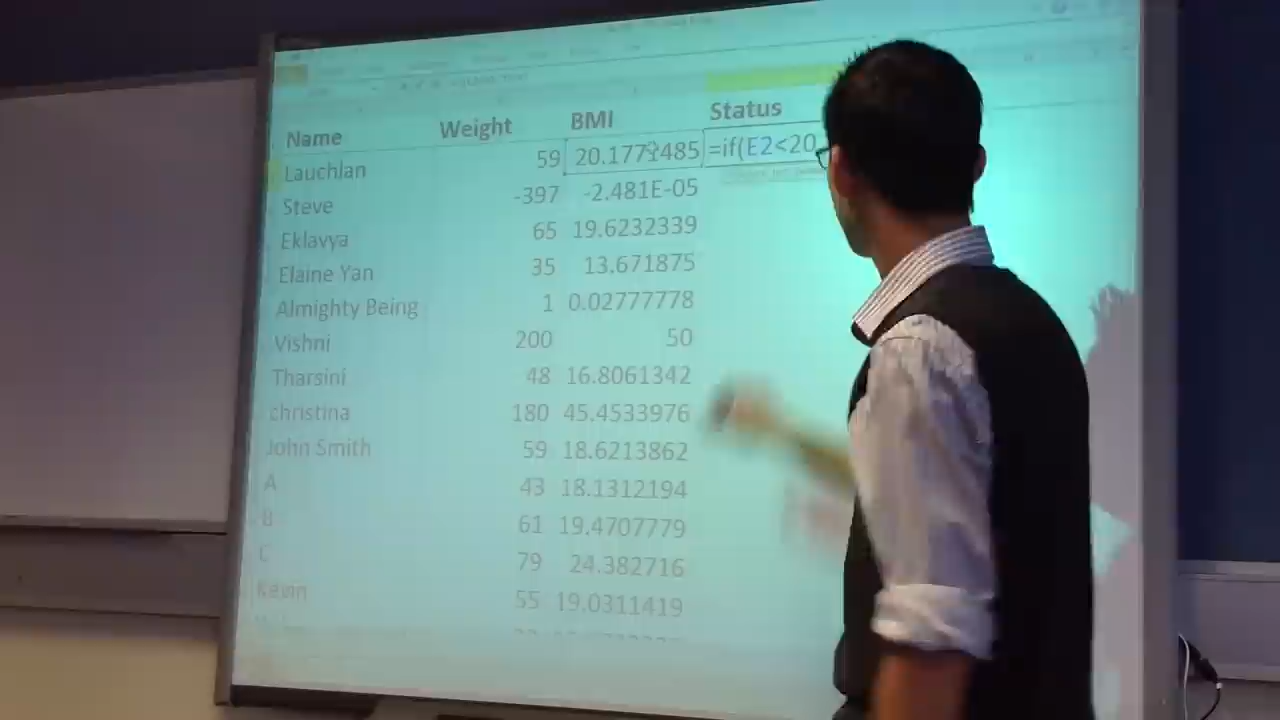 Name Weight BMI Status
Lauchlan 59 20.1779485 =if(E2<20,
Steve -397 -2.481E-05
Eklavya 65 19.6232339
Elaine Yan 35 13.671875
Almighty Being 1 0.02777778
Vishni 200 50
Tharsini 48 16.8061342
christina 180 45.4533976
John Smith 59 18.6213862
A 43 18.1312194
B 61 19.4707779
C 79 24.382716
Kevin 55 19.0311419